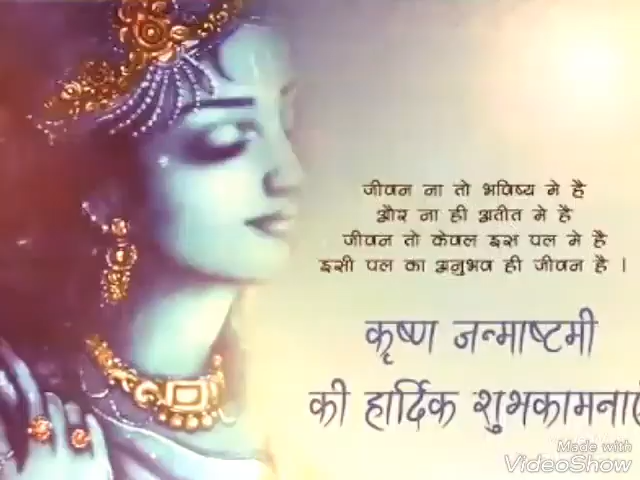 जीवन ना तो भविष्य मे है
और ना ही अतीत मे है
जीवन तो केवल इस पल मे है
इसी पल का अनुभव ही जीवन है ।
कृष्ण जन्माष्टमी
की हार्दिक शुभकामनाएं
Made with
VideoShow